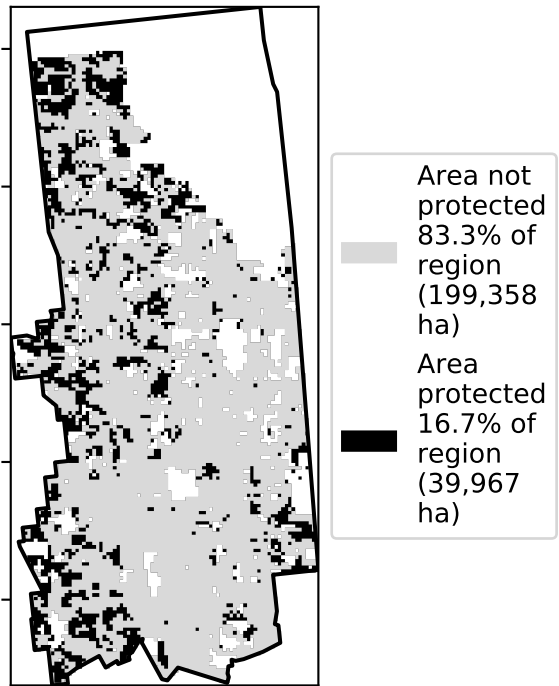 Area not
protected
83.3% of
region
(199,358
ha)
Area
protected
16.7% of
region
(39,967
ha)